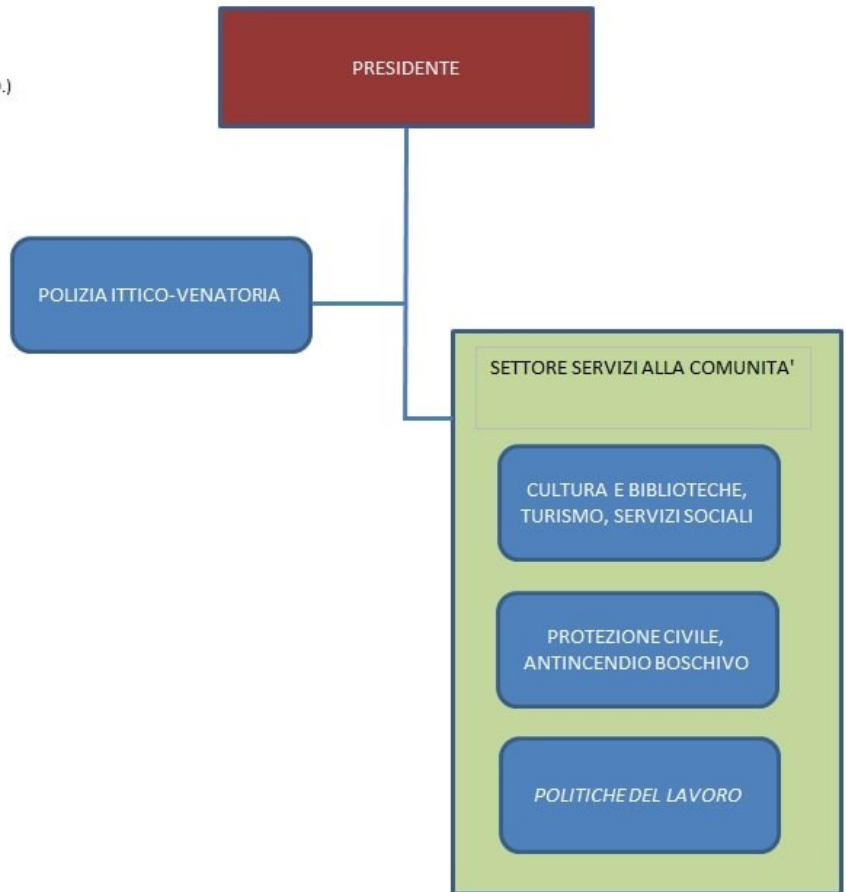 PRESIDENTE
.)
POLIZIA ITTICO-VENATORIA
SETTORE SERVIZI ALLA COMUNITA'
CULTURA E BIBLIOTECHE,
TURISMO, SERVIZI SOCIALI
PROTEZIONE CIVILE,
ANTINCENDIO BOSCHIVO
POLITICHE DEL LAVORO